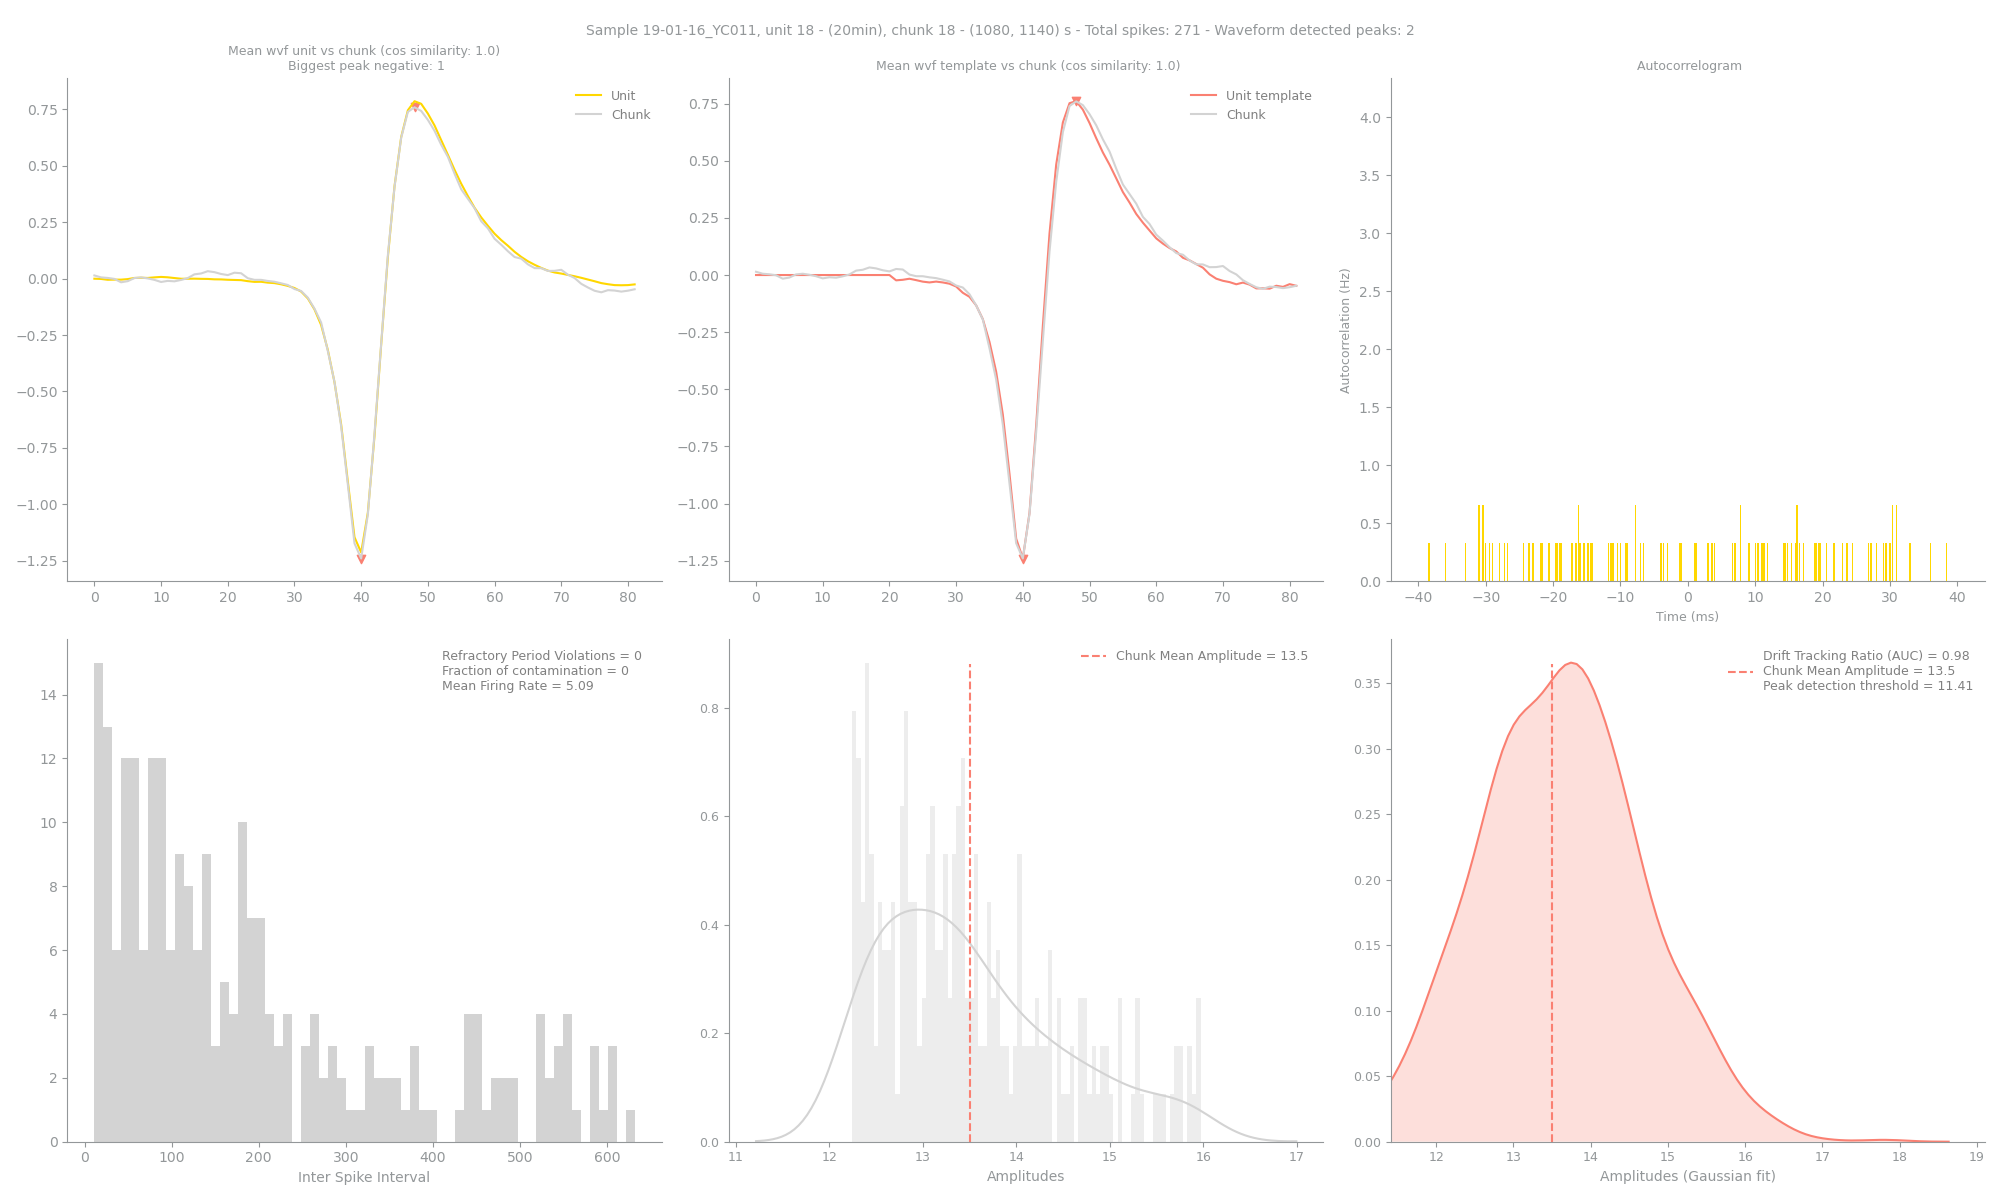 Sample 19-01-16_YC011, unit 18 - (20min), chunk 18 - (1080, 1140) s - Total spikes: 271 - Waveform detected peaks: 2
Mean wvf unit vs chunk (cos similarity: 1.0)
Biggest peak negative: 1
Unit
Chunk
0.75
0.50
0.25
0.00
−0.25
−0.50
−0.75
−1.00
−1.25
0 10 20 30 40 50 60 70 80
Mean wvf template vs chunk (cos similarity: 1.0)
Unit template
Chunk
0.75
0.50
0.25
0.00
−0.25
−0.50
−0.75
−1.00
−1.25
0 10 20 30 40 50 60 70 80
Autocorrelogram
Autocorrelation (Hz)
4.0
3.5
3.0
2.5
2.0
1.5
1.0
0.5
0.0
−40 −30 −20 −10 0 10 20 30 40
Time (ms)
Refractory Period Violations = 0
Fraction of contamination = 0
Mean Firing Rate = 5.09
14
12
10
8
6
4
2
0
0 100 200 300 400 500 600
Inter Spike Interval
Chunk Mean Amplitude = 13.5
0.8
0.6
0.4
0.2
0.0
11 12 13 14 15 16 17
Amplitudes
Drift Tracking Ratio (AUC) = 0.98
Chunk Mean Amplitude = 13.5
Peak detection threshold = 11.41
0.35
0.30
0.25
0.20
0.15
0.10
0.05
0.00
12 13 14 15 16 17 18 19
Amplitudes (Gaussian fit)